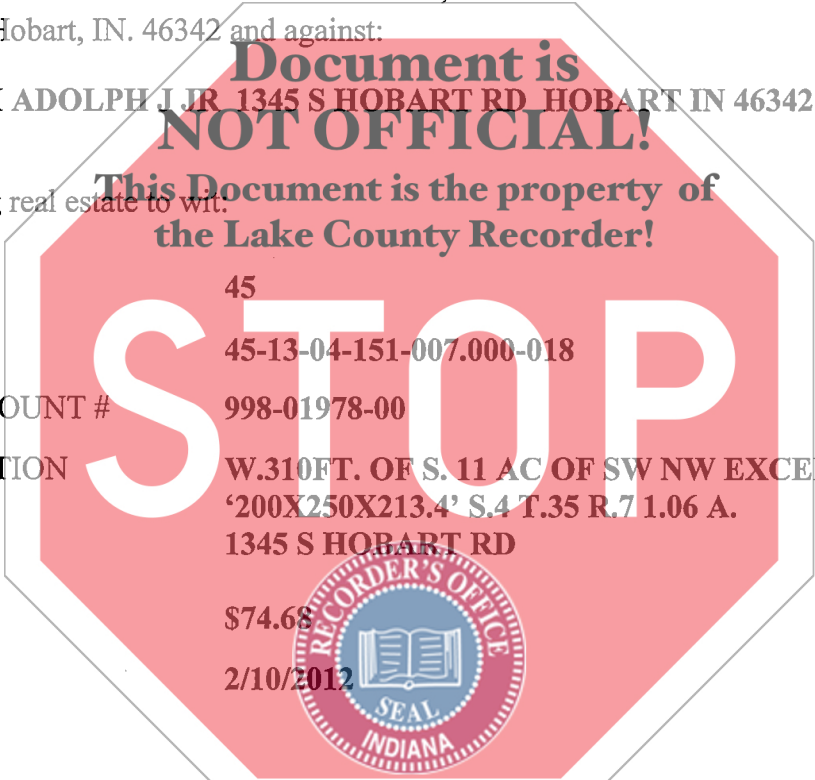 Hobart, IN. 46342 and against:
Document is
ADOLPH J JR 1345 S HOBART RD HOBART IN 46342
NOT OFFICIAL!
This Document is the property of
real estate to wit:
the Lake County Recorder!
45
STOP
45-13-04-151-007.000-018
OUNT # 998-01978-00
TION W.310FT. OF S. 11 AC OF SW NW EXCE
‘200X250X213.4’ S.4 T.35 R.7 1.06 A.
1345 S HOBART RD
RECORDER'S OFFICE
$74.68
2/10/2012
SEAL
INDIANA